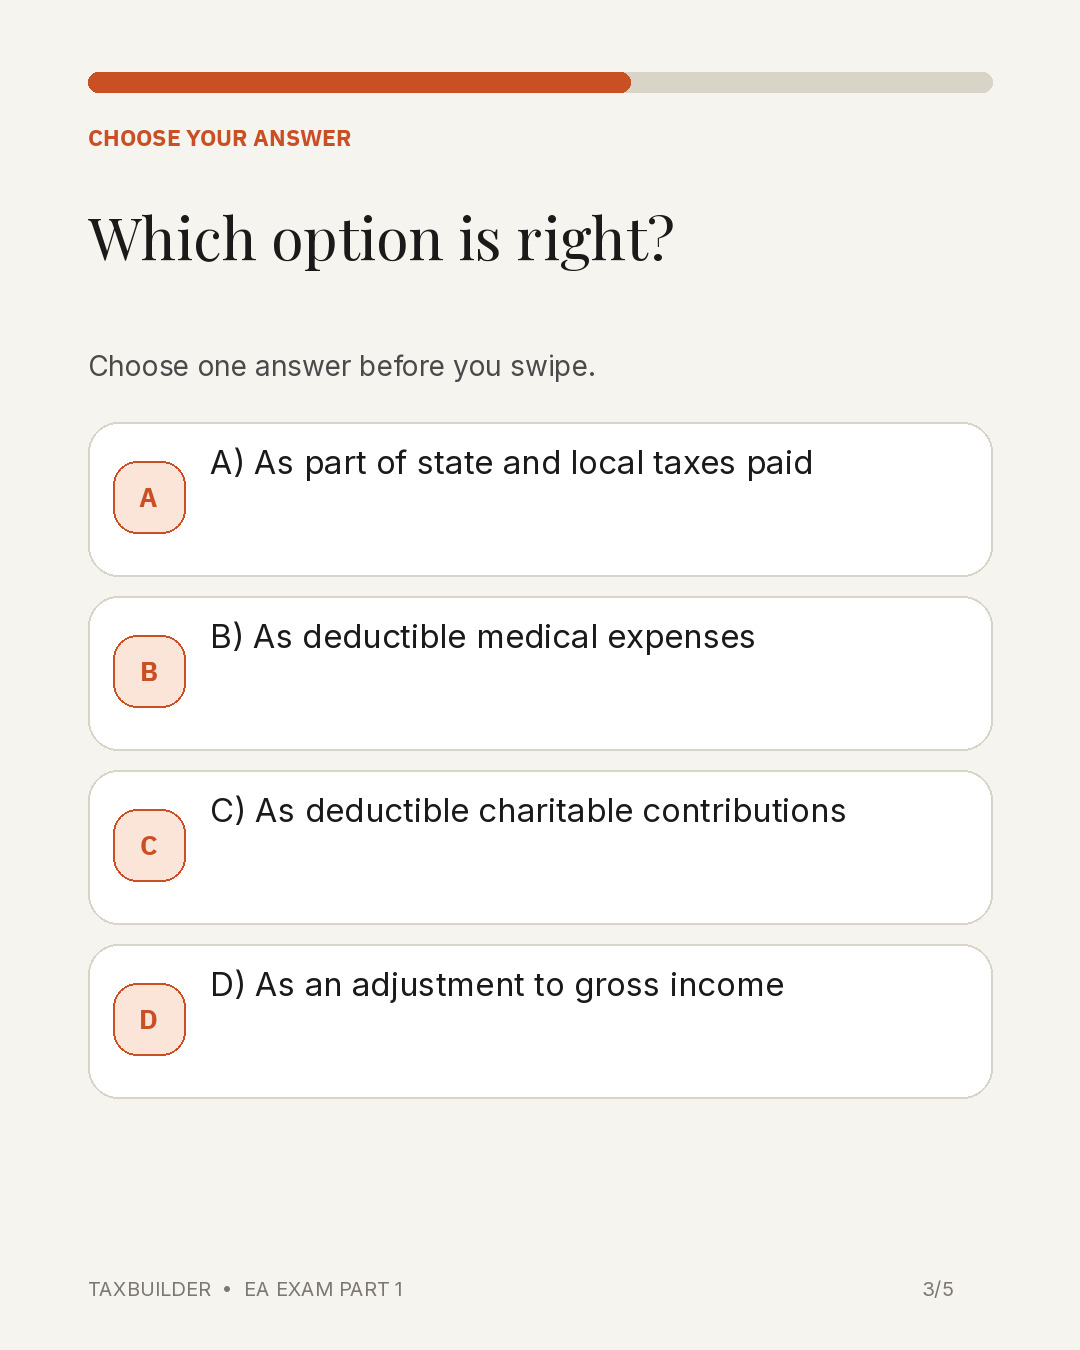 CHOOSE YOUR ANSWER
Which option is right?
Choose one answer before you swipe.
A
A) As part of state and local taxes paid
B
B) As deductible medical expenses
C
C) As deductible charitable contributions
D
D) As an adjustment to gross income
TAXBUILDER • EA EXAM PART 1
3/5